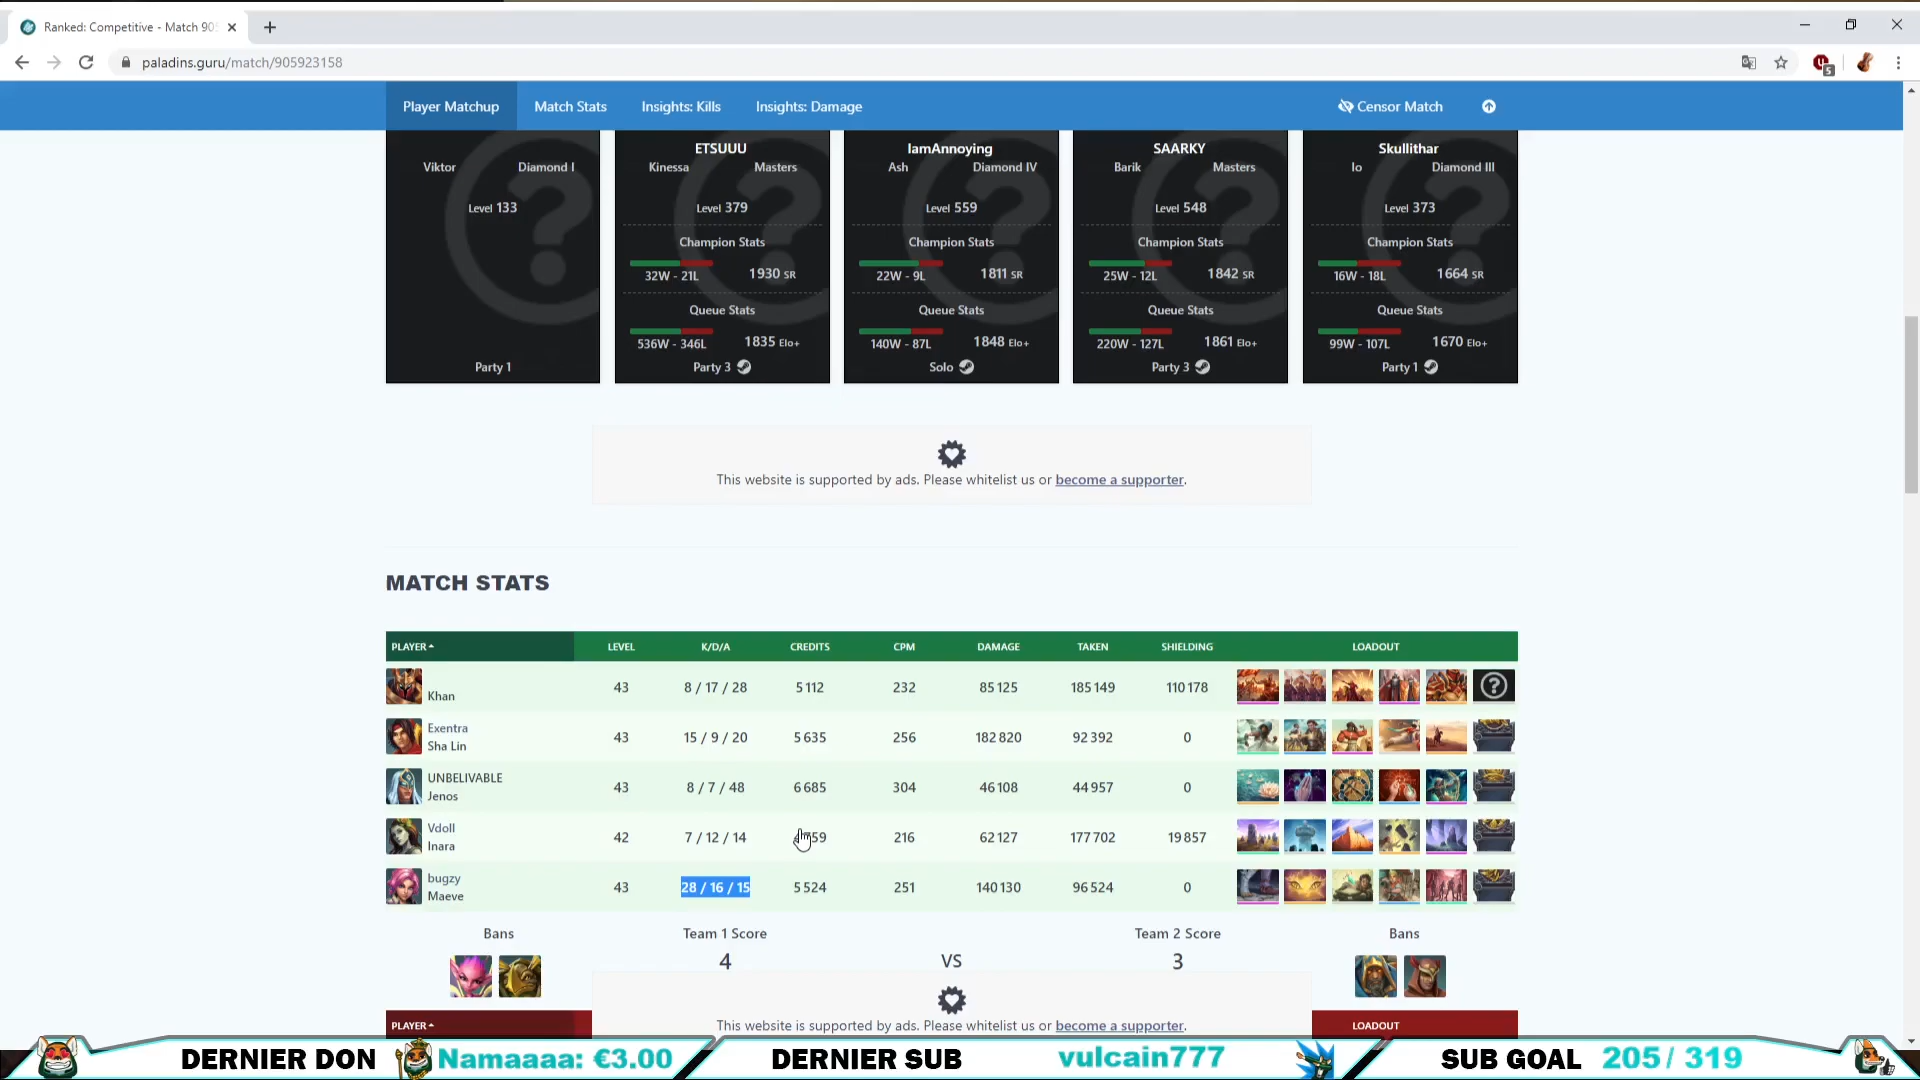 Ranked: Competitive - Match 90
paladins.guru/match/905923158
Player Matchup
Match Stats
Insights: Kills
Insights: Damage
Censor Match
Viktor Diamond I
Level 133
Party 1
ETSUUU
Kinessa Masters
Level 379
Champion Stats
32W - 21L 1930 SR
Queue Stats
536W - 346L 1835 Elo+
Party 3
IamAnnoying
Ash Diamond IV
Level 559
Champion Stats
22W - 9L 1811 SR
Queue Stats
140W - 87L 1848 Elo+
Solo
SAARKY
Barik Masters
Level 548
Champion Stats
25W - 12L 1842 SR
Queue Stats
220W - 127L 1861 Elo+
Party 3
Skullithar
Io Diamond III
Level 373
Champion Stats
16W - 18L 1664 SR
Queue Stats
99W - 107L 1670 Elo+
Party 1
This website is supported by ads. Please whitelist us or become a supporter.
MATCH STATS
PLAYER LEVEL K/D/A CREDITS CPM DAMAGE TAKEN SHIELDING LOADOUT
Khan 43 8 / 17 / 28 5 112 232 85 125 185 149 110 178
Exentra
Sha Lin 43 15 / 9 / 20 5 635 256 182 820 92 392 0
UNBELIVABLE
Jenos 43 8 / 7 / 48 6 685 304 46 108 44 957 0
Vdoll
Inara 42 7 / 12 / 14 59 216 62 127 177 702 19 857
bugzy
Maeve 43 28 / 16 / 15 5 524 251 140 130 96 524 0
Bans Team 1 Score Team 2 Score Bans
4 VS 3
PLAYER LOADOUT
This website is supported by ads. Please whitelist us or become a supporter.
DERNIER DON Namaaaa: €3.00 DERNIER SUB vulcain777 SUB GOAL 205 / 319